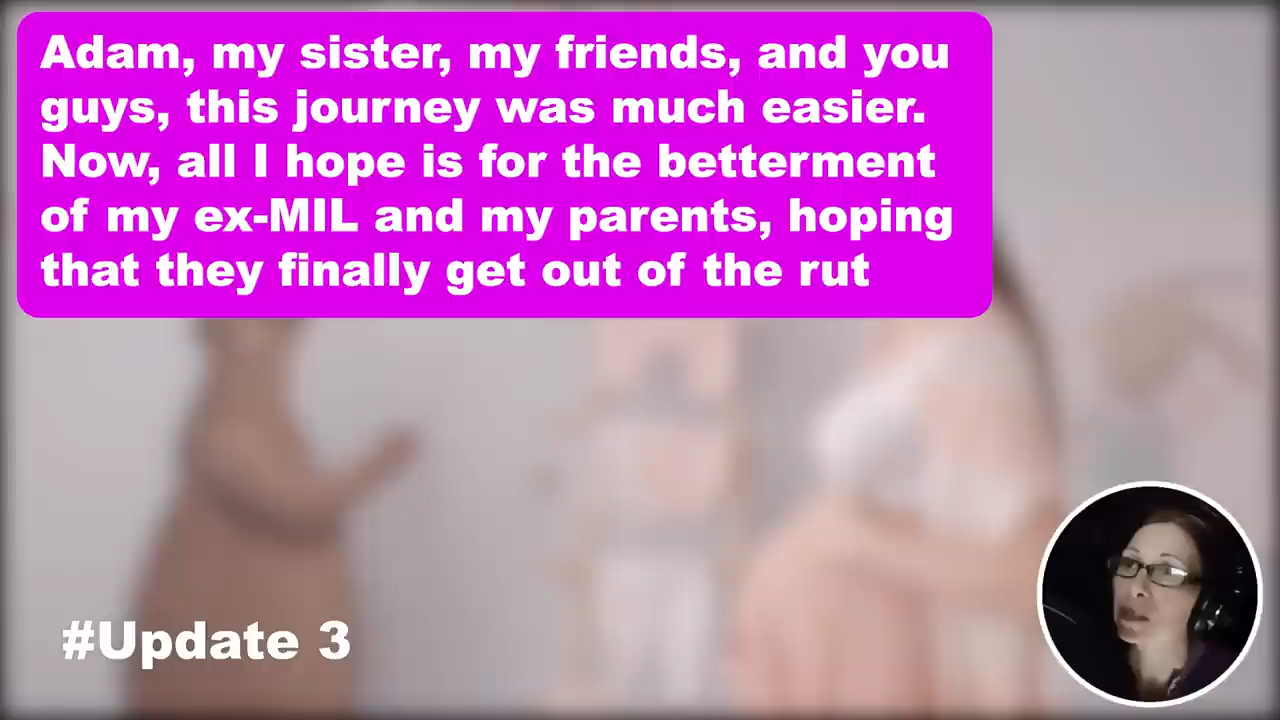 Adam, my sister, my friends, and you
guys, this journey was much easier.
Now, all I hope is for the betterment
of my ex-MIL and my parents, hoping
that they finally get out of the rut
#Update 3